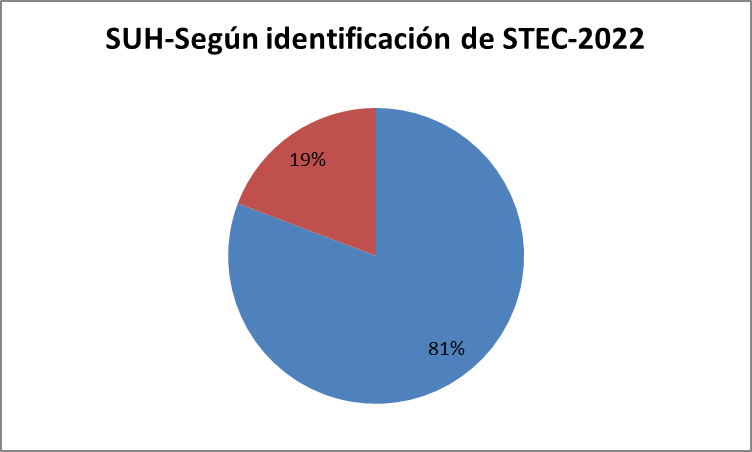 SUH-Según identificación de STEC-2022
19%
81%